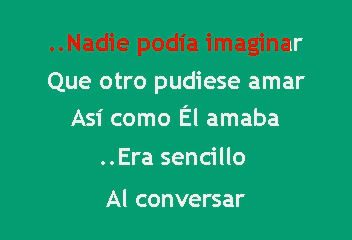 ..Nadie podía imaginar
Que otro pudiese amar
Así como Él amaba
..Era sencillo
Al conversar